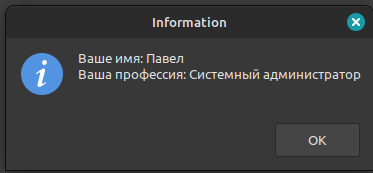 Information
Ваше имя: Павел
Ваша профессия: Системный администратор
OK